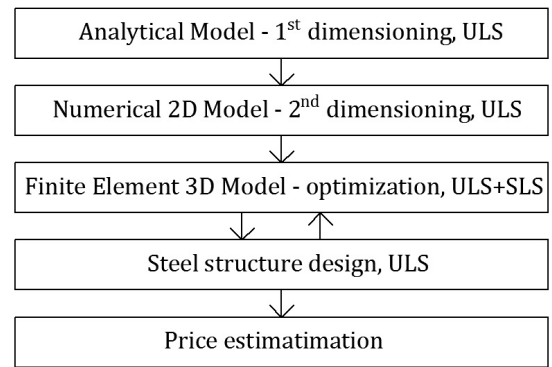 Analytical Model - 1st dimensioning, ULS
Numerical 2D Model - 2nd dimensioning, ULS
Finite Element 3D Model - optimization, ULS+SLS
Steel structure design, ULS
Price estimatimation